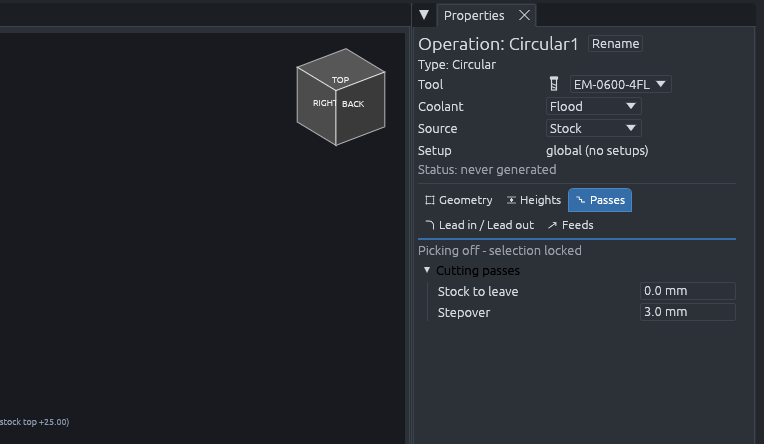 Properties
Operation: Circular1 Rename
Type: Circular
Tool EM-0600-4FL
Coolant Flood
Source Stock
Setup global (no setups)
Status: never generated
Geometry Heights Passes
Lead in / Lead out Feeds
Picking off - selection locked
Cutting passes
Stock to leave 0.0 mm
Stepover 3.0 mm
TOP
RIGHT BACK
stock top +25.00)